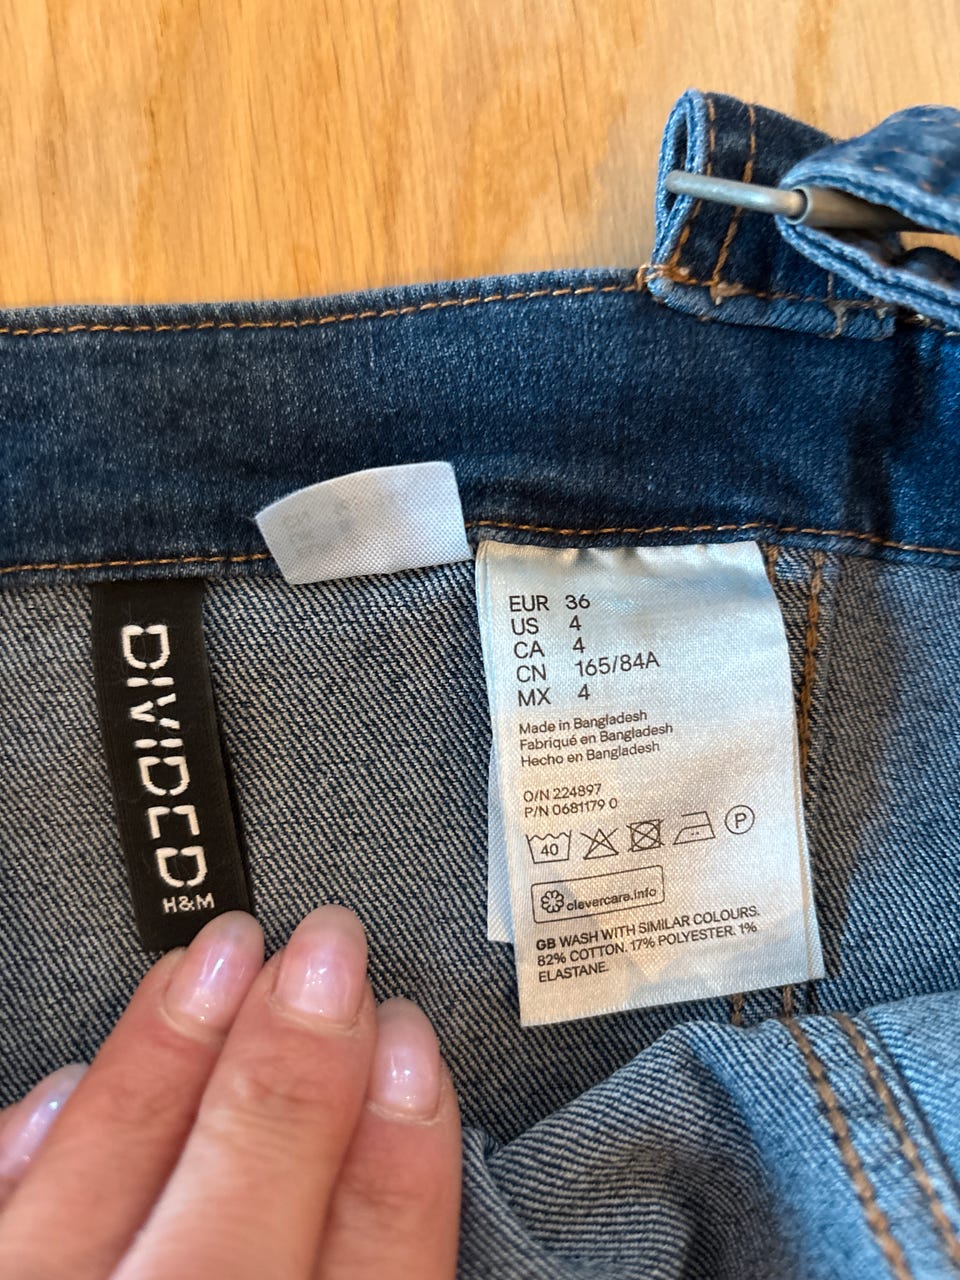 DIVIDED
H&M
EUR 36
US 4
CA 4
CN 165/84A
MX 4
Made in Bangladesh
Fabriqué en Bangladesh
Hecho en Bangladesh
O/N 224897
P/N 0681179 0
40
P
clevercare.info
GB WASH WITH SIMILAR COLOURS.
82% COTTON. 17% POLYESTER. 1%
ELASTANE.